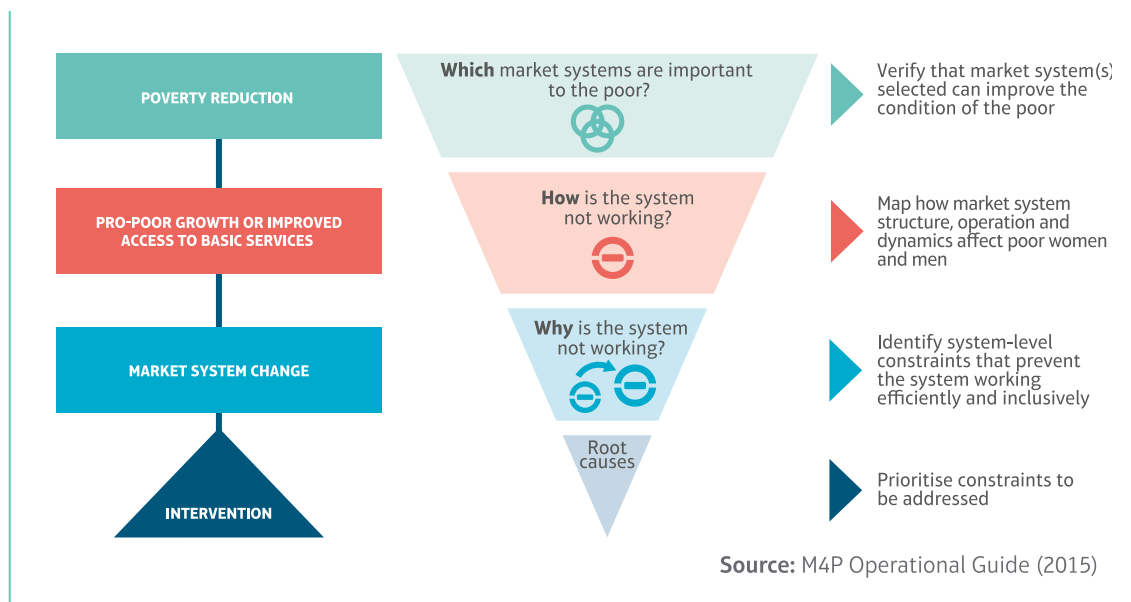 POVERTY REDUCTION
Which market systems are important
to the poor?
Verify that market system(s)
selected can improve the
condition of the poor
PRO-POOR GROWTH OR IMPROVED
ACCESS TO BASIC SERVICES
How is the system
not working?
Map how market system
structure, operation and
dynamics affect poor women
and men
MARKET SYSTEM CHANGE
Why is the system
not working?
Identify system-level
constraints that prevent
the system working
efficiently and inclusively
INTERVENTION
Root
causes
Prioritise constraints to
be addressed
Source: M4P Operational Guide (2015)